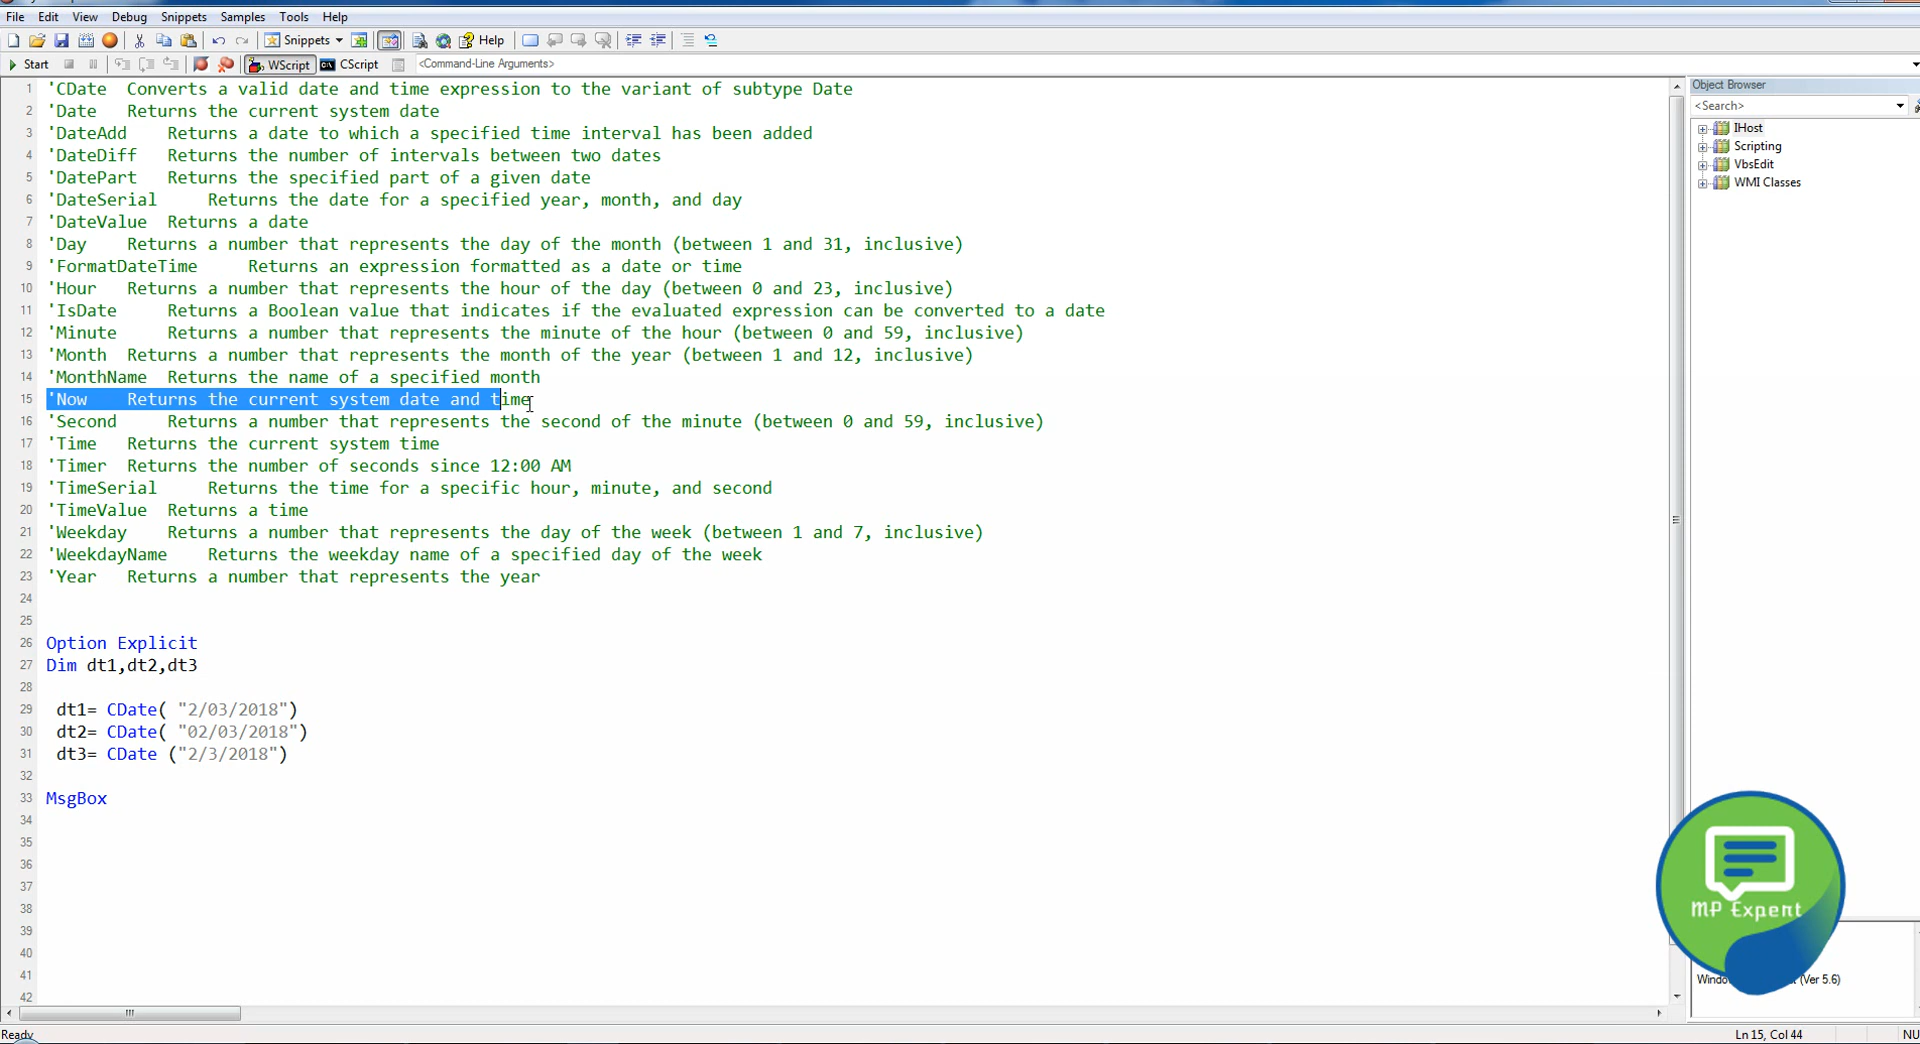 File Edit View Debug Snippets Samples Tools Help
Snippets Help
Start WScript CScript <Command-Line Arguments>
1 'CDate Converts a valid date and time expression to the variant of subtype Date
2 'Date Returns the current system date
3 'DateAdd Returns a date to which a specified time interval has been added
4 'DateDiff Returns the number of intervals between two dates
5 'DatePart Returns the specified part of a given date
6 'DateSerial Returns the date for a specified year, month, and day
7 'DateValue Returns a date
8 'Day Returns a number that represents the day of the month (between 1 and 31, inclusive)
9 'FormatDateTime Returns an expression formatted as a date or time
10 'Hour Returns a number that represents the hour of the day (between 0 and 23, inclusive)
11 'IsDate Returns a Boolean value that indicates if the evaluated expression can be converted to a date
12 'Minute Returns a number that represents the minute of the hour (between 0 and 59, inclusive)
13 'Month Returns a number that represents the month of the year (between 1 and 12, inclusive)
14 'MonthName Returns the name of a specified month
15 'Now Returns the current system date and time
16 'Second Returns a number that represents the second of the minute (between 0 and 59, inclusive)
17 'Time Returns the current system time
18 'Timer Returns the number of seconds since 12:00 AM
19 'TimeSerial Returns the time for a specific hour, minute, and second
20 'TimeValue Returns a time
21 'Weekday Returns a number that represents the day of the week (between 1 and 7, inclusive)
22 'WeekdayName Returns the weekday name of a specified day of the week
23 'Year Returns a number that represents the year
24
25
26 Option Explicit
27 Dim dt1,dt2,dt3
28
29 dt1= CDate( "2/03/2018")
30 dt2= CDate( "02/03/2018")
31 dt3= CDate ("2/3/2018")
32
33 MsgBox
34
35
36
37
38
39
40
41
42
Object Browser
<Search>
IHost
Scripting
VbsEdit
WMI Classes
MP Expert
(Ver 5.6)
Ready
Ln 15, Col 44